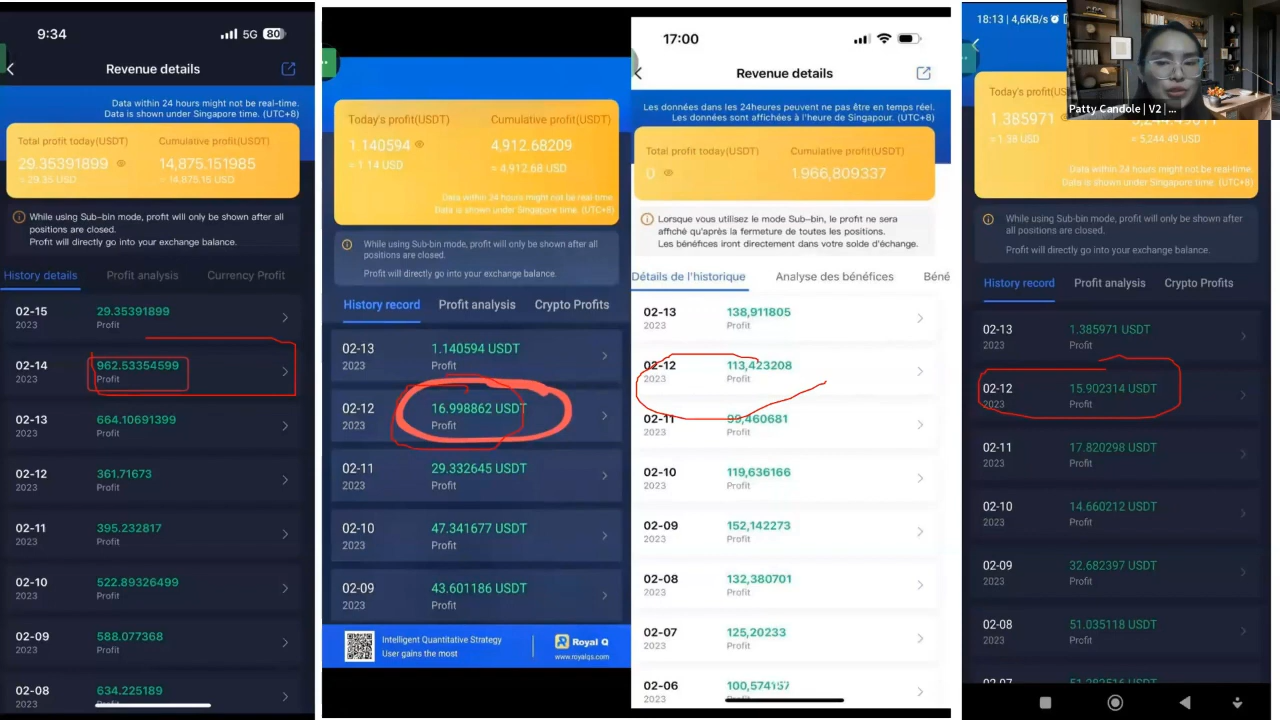 9:34
5G 80
Revenue details
Data within 24 hours might not be real-time.
Data is shown under Singapore time. (UTC+8)
Total profit today(USDT)
Cumulative profit(USDT)
29.35391899
14,875.151985
≈ 29.35 USD
≈ 14,875.15 USD
While using Sub-bin mode, profit will only be shown after all
positions are closed.
Profit will directly go into your exchange balance.
History details
Profit analysis
Currency Profit
02-15
2023
29.35391899
Profit
02-14
2023
962.53354599
Profit
02-13
2023
664.10691399
Profit
02-12
2023
361.71673
Profit
02-11
2023
395.232817
Profit
02-10
2023
522.89326499
Profit
02-09
2023
588.077368
Profit
02-08
2023
634.225189
Today's profit(USDT)
Cumulative profit(USDT)
1.140594
4,912.68209
≈ 1.14 USD
≈ 4,912.68 USD
Data within 24 hours might not be real-time.
Data is shown under Singapore time. (UTC+8)
While using Sub-bin mode, profit will only be shown after all
positions are closed.
Profit will directly go into your exchange balance.
History record
Profit analysis
Crypto Profits
02-13
2023
1.140594 USDT
Profit
02-12
2023
16.998862 USDT
Profit
02-11
2023
29.332645 USDT
Profit
02-10
2023
47.341677 USDT
Profit
02-09
2023
43.601186 USDT
Profit
Intelligent Quantitative Strategy
User gains the most
Royal Q
www.royalqs.com
17:00
Revenue details
Les données dans les 24heures peuvent ne pas être en temps réel.
Les données sont affichées à l'heure de Singapour. (UTC+8)
Total profit today(USDT)
Cumulative profit(USDT)
0
1.966,809337
Lorsque vous utilisez le mode Sub-bin, le profit ne sera
affiché qu'après la fermeture de toutes les positions.
Les bénéfices iront directement dans votre solde d'échange.
Détails de l'historique
Analyse des bénéfices
Béné
02-13
2023
138,911805
Profit
02-12
2023
113,423208
Profit
02-11
2023
99,460681
Profit
02-10
2023
119,636166
Profit
02-09
2023
152,142273
Profit
02-08
2023
132,380701
Profit
02-07
2023
125,20233
Profit
02-06
2023
100,574157
18:13 | 4,6KB/s
Patty Candole | V2 | ...
Today's
1.385971
≈ 1.38 USD
≈ 5,244.49 USD
Data within 24 hours might not be real-time.
Data is shown under Singapore time. (UTC+8)
While using Sub-bin mode, profit will only be shown after
all positions are closed.
Profit will directly go into your exchange balance.
History record
Profit analysis
Crypto Profits
02-13
2023
1.385971 USDT
Profit
02-12
2023
15.902314 USDT
Profit
02-11
2023
17.820298 USDT
Profit
02-10
2023
14.660212 USDT
Profit
02-09
2023
32.682397 USDT
Profit
02-08
2023
51.035118 USDT
Profit